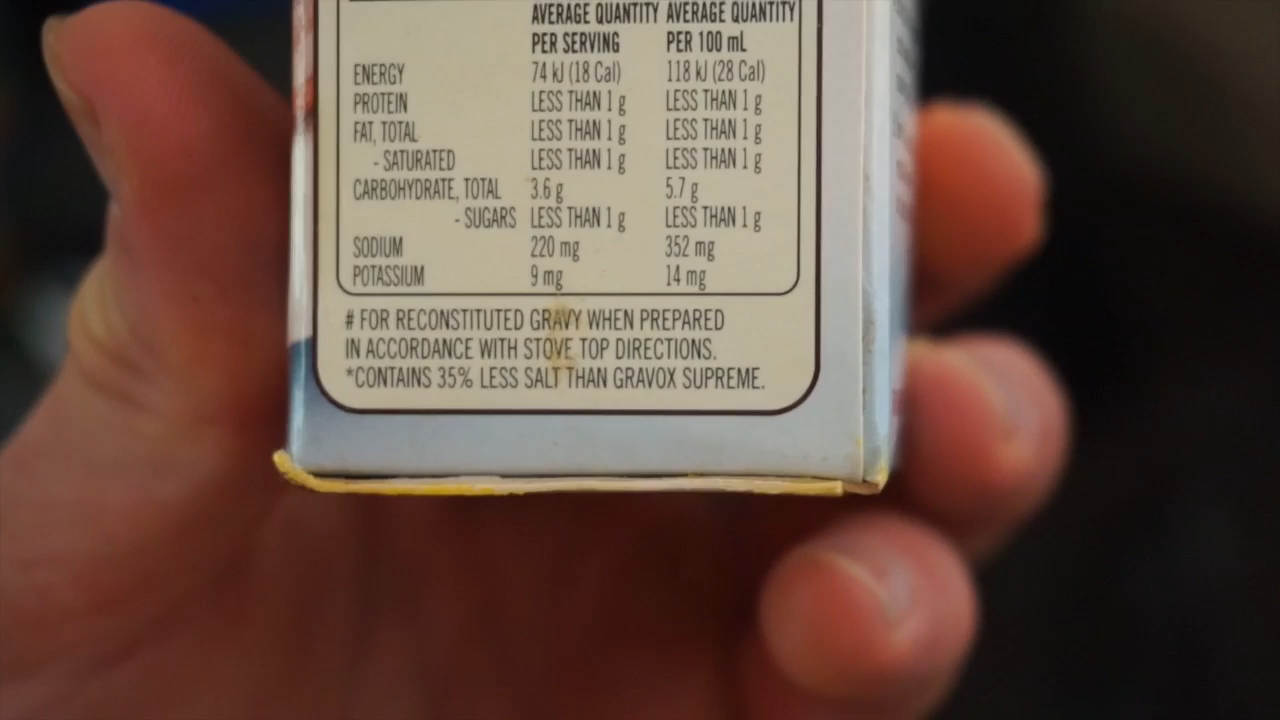 AVERAGE QUANTITY AVERAGE QUANTITY
PER SERVING PER 100 mL
ENERGY 74 kJ (18 Cal) 118 kJ (28 Cal)
PROTEIN LESS THAN 1 g LESS THAN 1 g
FAT, TOTAL LESS THAN 1 g LESS THAN 1 g
- SATURATED LESS THAN 1 g LESS THAN 1 g
CARBOHYDRATE, TOTAL 3.6 g 5.7 g
- SUGARS LESS THAN 1 g LESS THAN 1 g
SODIUM 220 mg 352 mg
POTASSIUM 9 mg 14 mg
# FOR RECONSTITUTED GRAVY WHEN PREPARED
IN ACCORDANCE WITH STOVE TOP DIRECTIONS.
*CONTAINS 35% LESS SALT THAN GRAVOX SUPREME.